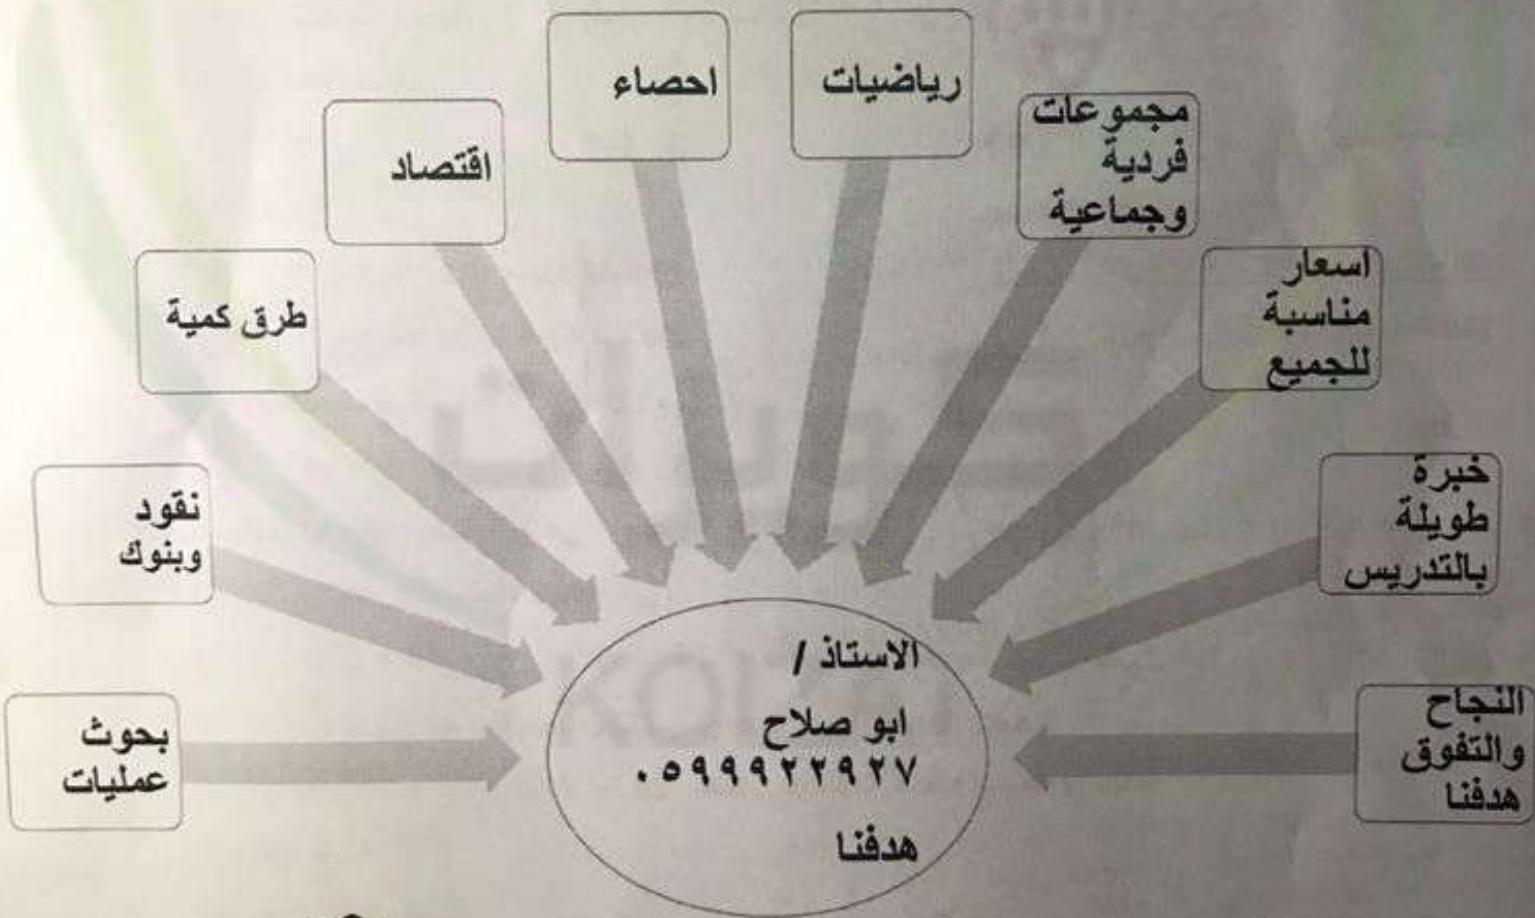 رياضيات
احصاء
مجموعات
فردية
وجماعية
اقتصاد
اسعار
مناسبة
للجميع
طرق كمية
خبرة
طويلة
بالتدريس
نقود
وبنوك
النجاح
والتفوق
هدفنا
بحوث
عمليات
الاستاذ /
ابو صلاح
٠٥٩٩٩٢٢٩٢٧
هدفنا